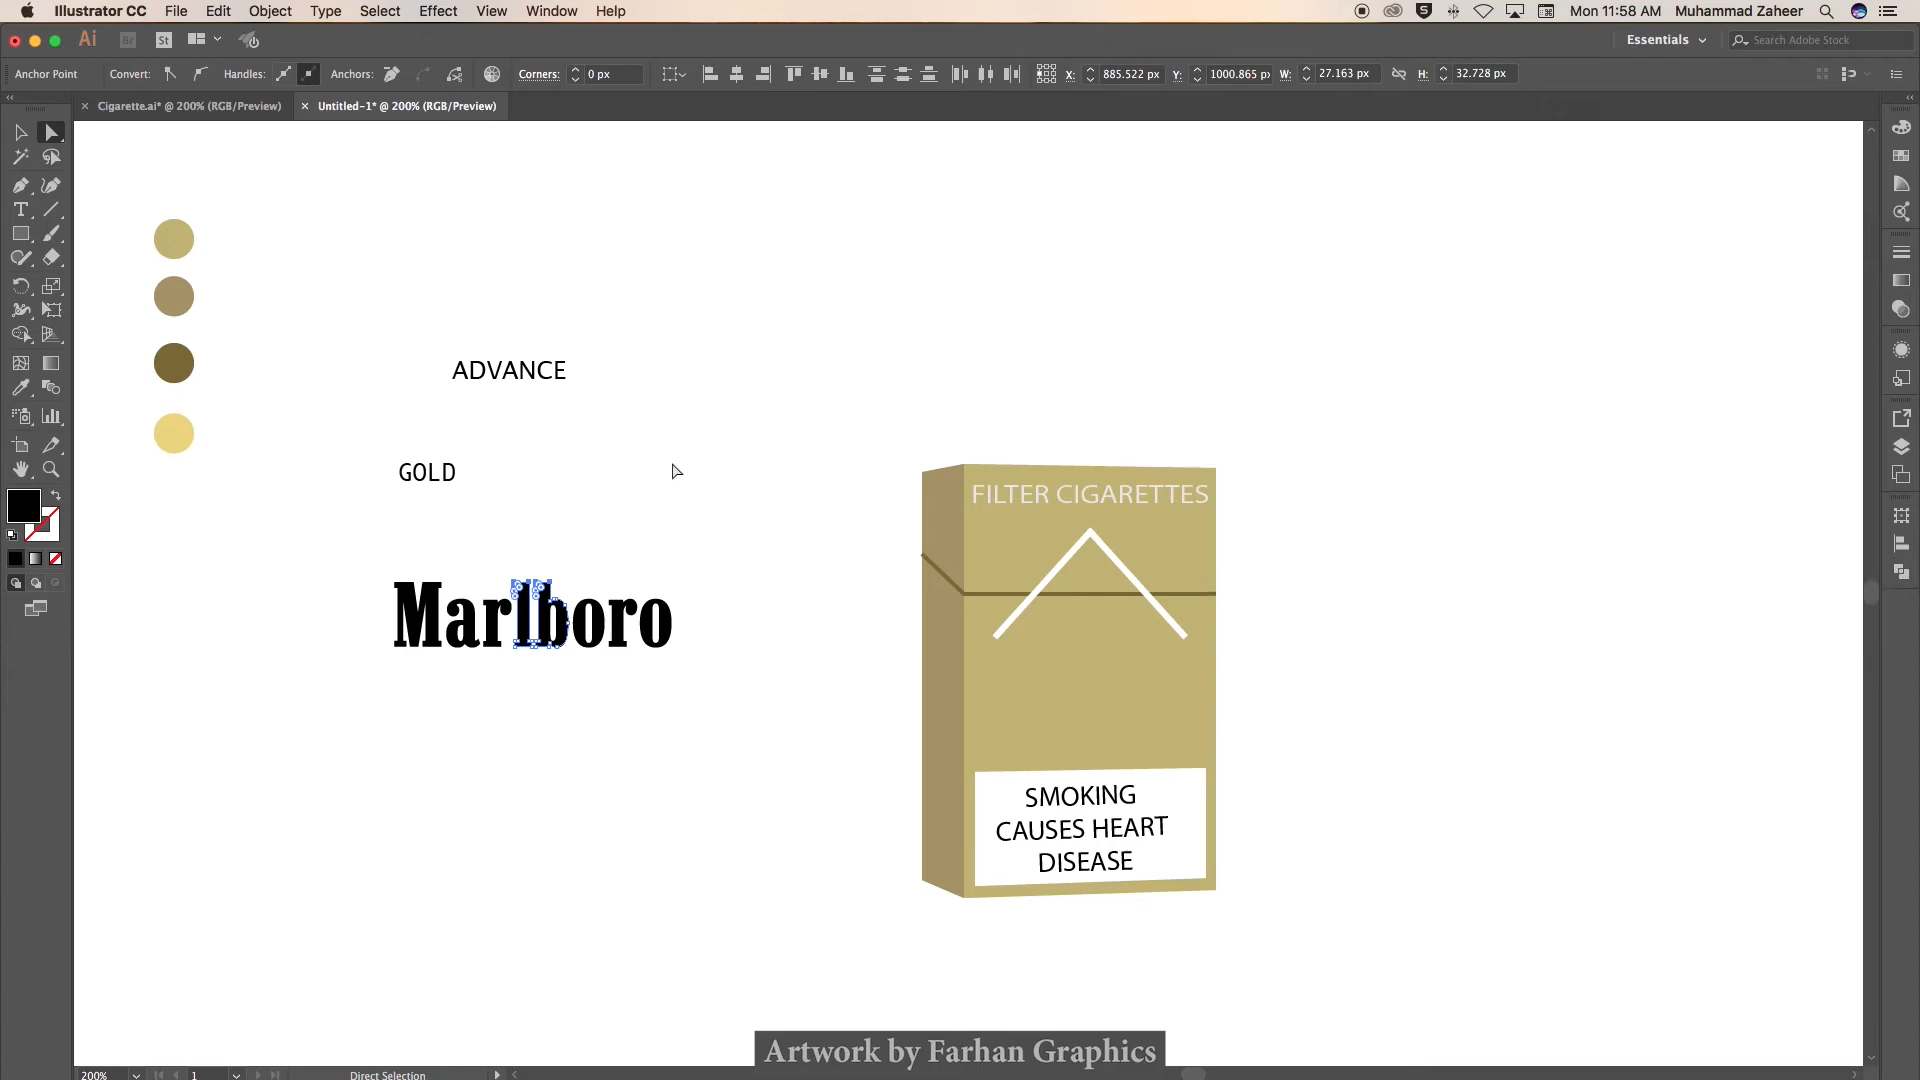 Illustrator CC File Edit Object Type Select Effect View Window Help
Mon 11:58 AM Muhammad Zaheer
Ai Br St Essentials Search Adobe Stock
Anchor Point Convert: Handles: Anchors: Corners: 0 px X: 885.522 px Y: 1000.865 px W: 27.163 px H: 32.728 px
Cigarette.ai* @ 200% (RGB/Preview) Untitled-1* @ 200% (RGB/Preview)
ADVANCE
GOLD
Marlboro
FILTER CIGARETTES
SMOKING
CAUSES HEART
DISEASE
Artwork by Farhan Graphics
200% 1 Direct Selection